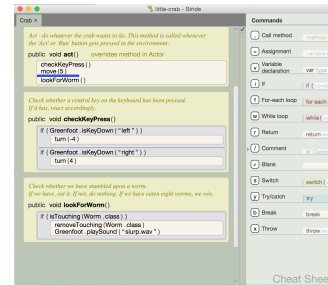 little-crab - Stride
Crab ×
Act - do whatever the crab wants to do. This method is called whenever
the 'Act' or 'Run' button gets pressed in the environment.
public void act() overrides method in Actor
checkKeyPress ( )
move ( 5 )
lookForWorm ( )
Check whether a control key on the keyboard has been pressed.
If it has, react accordingly.
public void checkKeyPress()
if ( Greenfoot . isKeyDown ( "left" ) )
turn (-4 )
if ( Greenfoot . isKeyDown ( "right" ) )
turn (4 )
Check whether we have stumbled upon a worm.
If we have, eat it. If not, do nothing. If we have eaten eight worms, we win.
public void lookForWorm()
if ( isTouching (Worm . class ) )
removeTouching (Worm . class )
Greenfoot . playSound ( "slurp.wav" )
Commands
Call method
= Assignment
v Variable declaration var type
i If if (
f For-each loop for each
w While loop while (
r Return return
/ Comment //
Blank
s Switch switch (
y Try/catch try
b Break break
x Throw throw
Cheat Shee